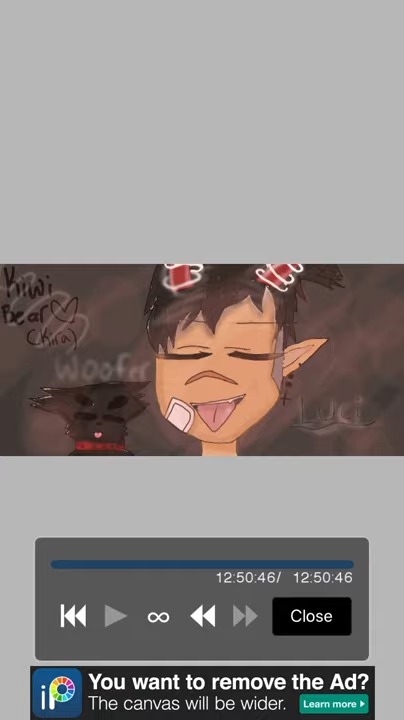 Kiwi
Bear♡
(Kira)
Woofer
Luci
12:50:46/ 12:50:46
Close
iP
You want to remove the Ad?
The canvas will be wider.
Learn more